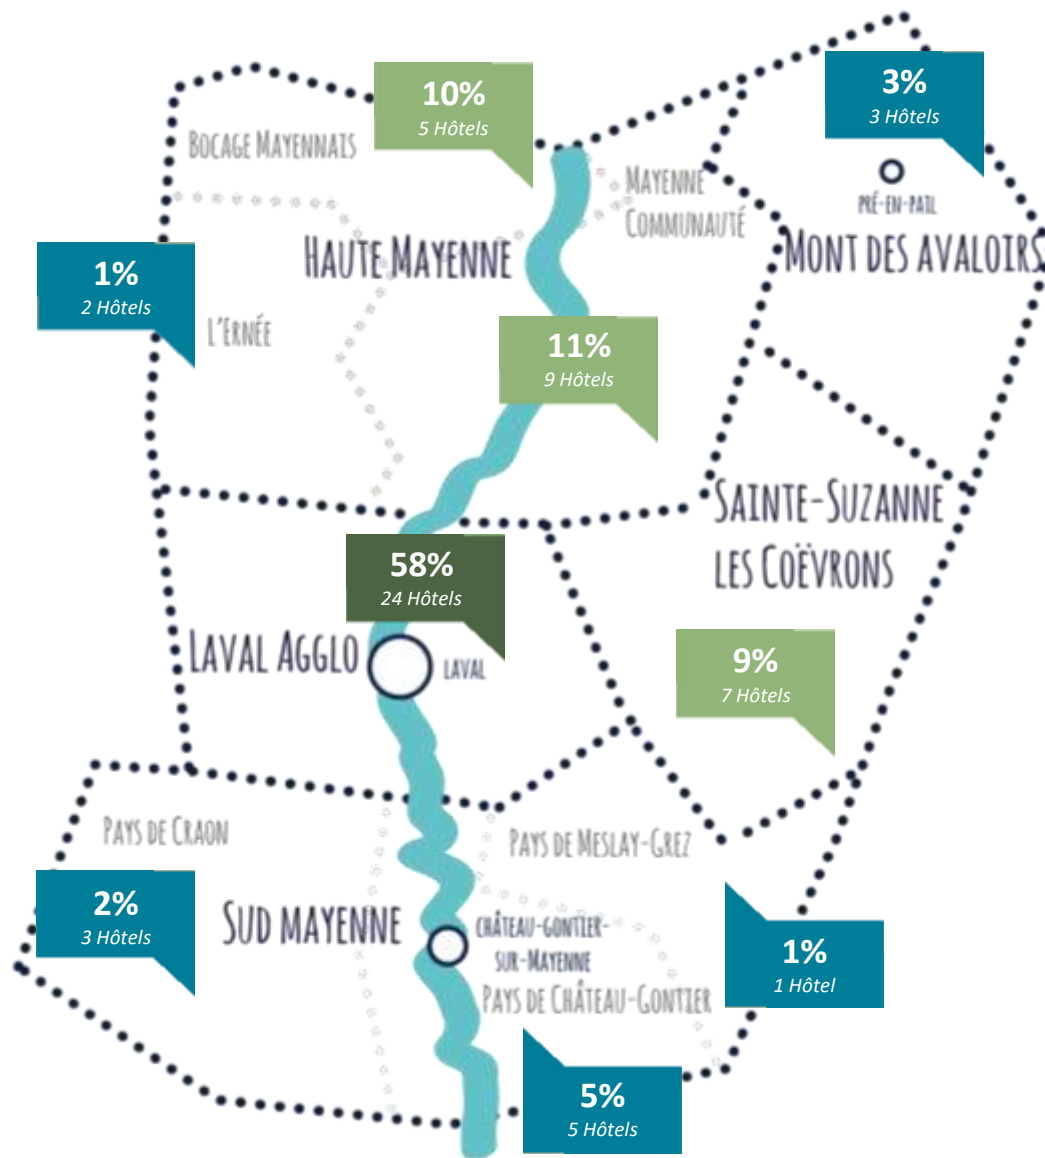 10%
5 Hôtels
3%
3 Hôtels
BOCAGE MAYENNAIS
MAYENNE
COMMUNAUTÉ
PRÉ-EN-PAIL
HAUTE MAYENNE
MONT DES AVALOIRS
1%
2 Hôtels
L'ERNÉE
11%
9 Hôtels
SAINTE-SUZANNE
LES COËVRONS
58%
24 Hôtels
LAVAL AGGLO
LAVAL
9%
7 Hôtels
PAYS DE CRAON
PAYS DE MESLAY-GREZ
2%
3 Hôtels
SUD MAYENNE
CHÂTEAU-GONTIER-
SUR-MAYENNE
PAYS DE CHÂTEAU-GONTIER
1%
1 Hôtel
5%
5 Hôtels